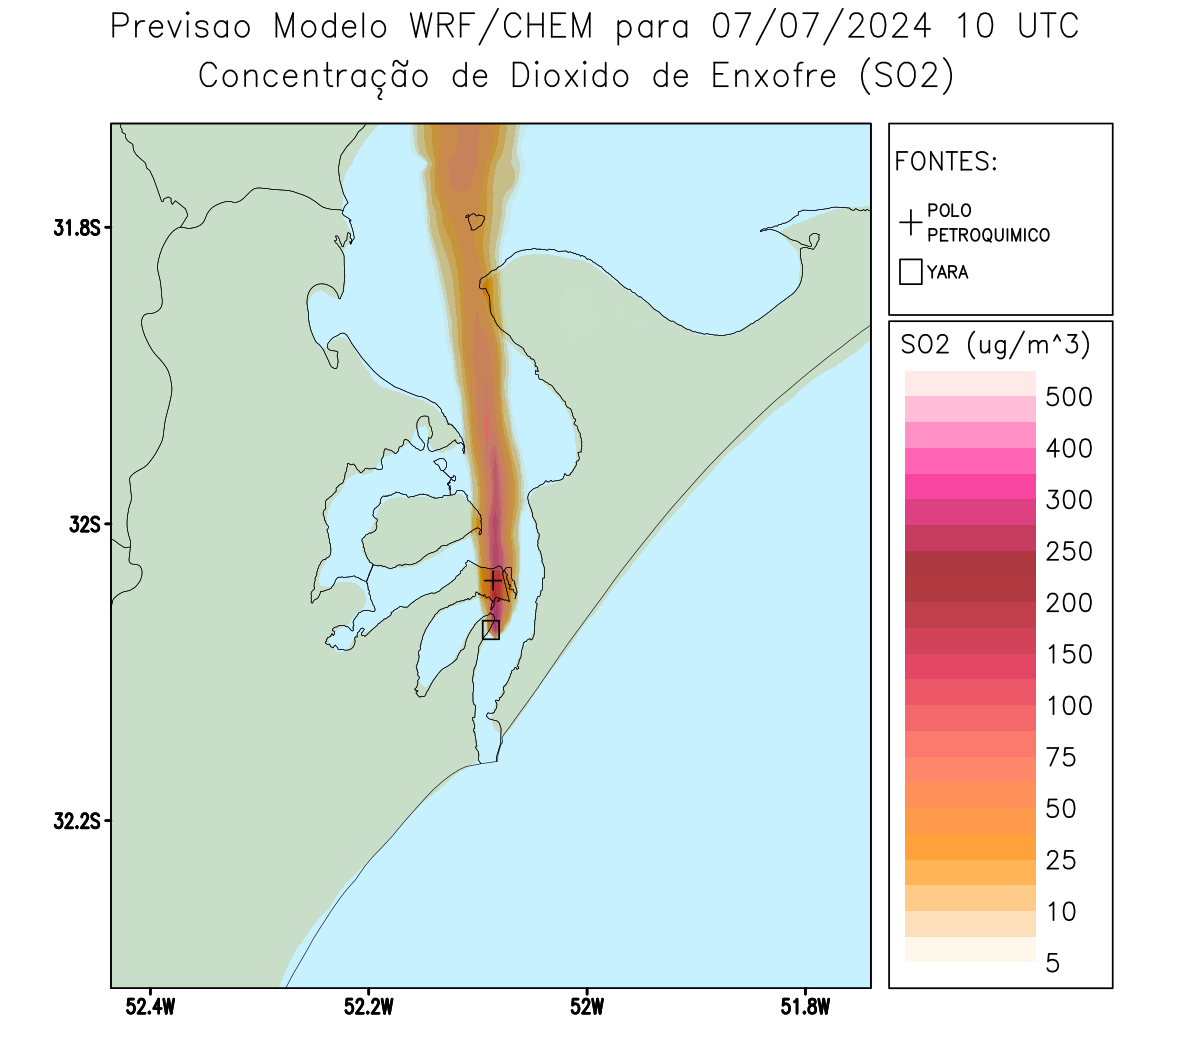 Previsao Modelo WRF/CHEM para 07/07/2024 10 UTC
Concentração de Dioxido de Enxofre (SO2)
FONTES:
POLO
PETROQUIMICO
YARA
SO2 (ug/m^3)
500
400
300
250
200
150
100
75
50
25
10
5
31.8S
32S
32.2S
52.4W
52.2W
52W
51.8W